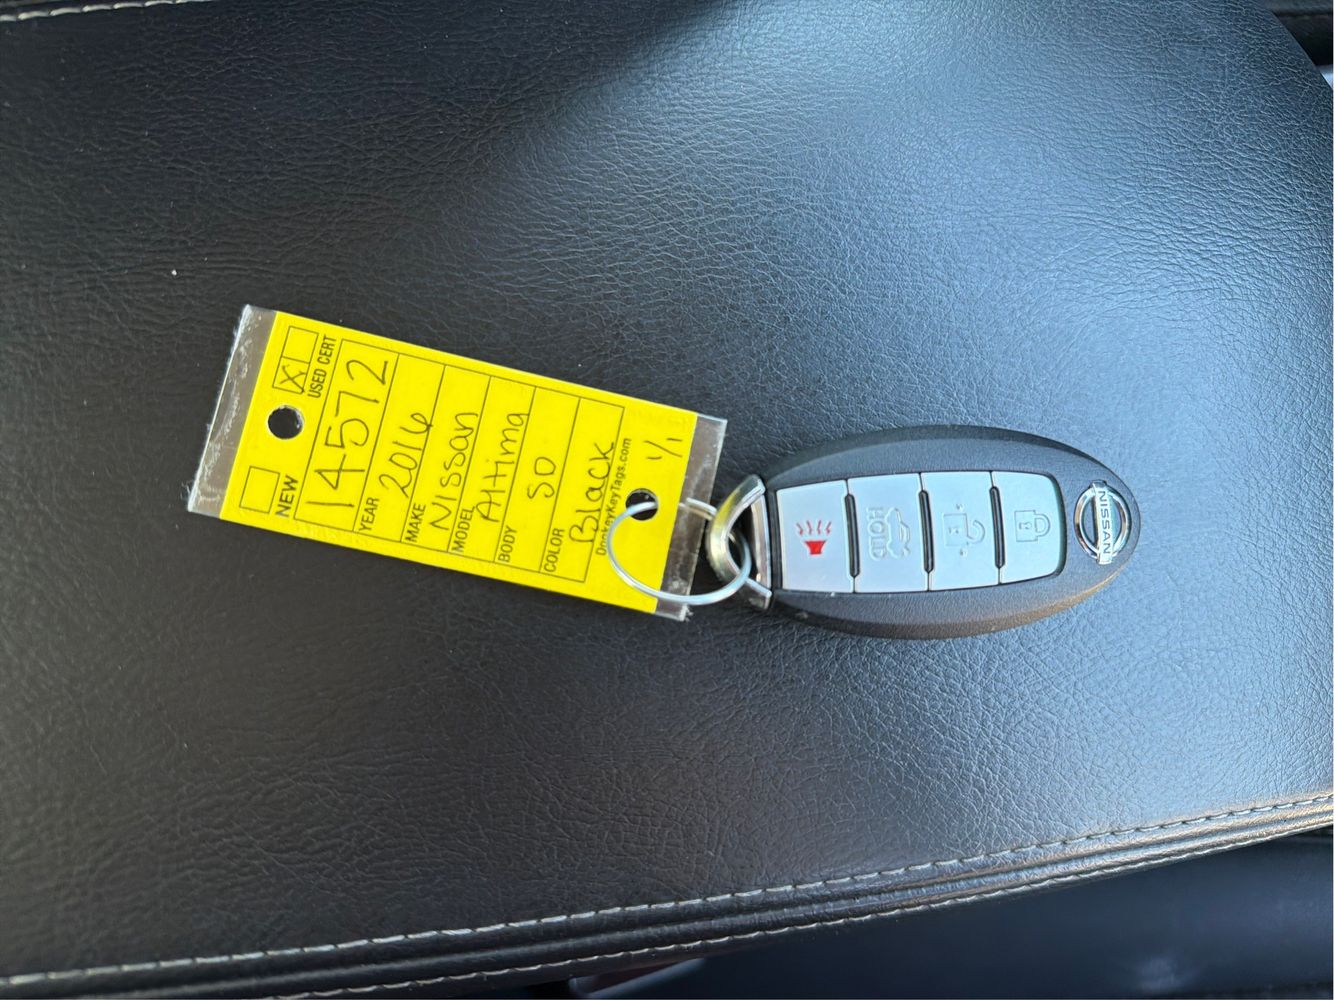 NEW
USED CERT
X
14572
YEAR 2016
MAKE Nissan
MODEL Altima
BODY SD
COLOR Black
DonkeyKeyTags.com
1/1
HOLD
NISSAN